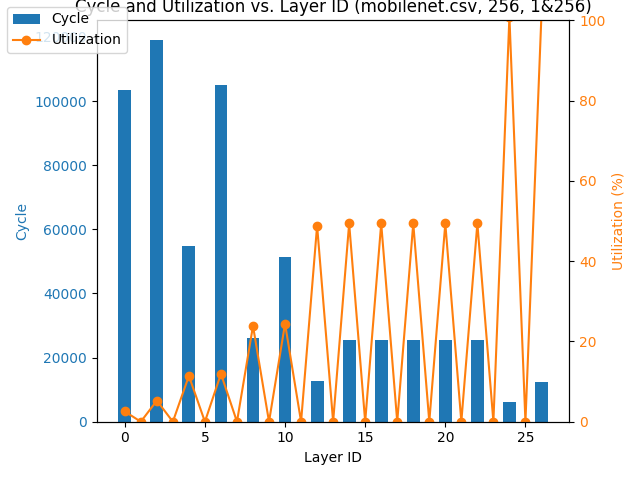 Cycle and Utilization vs. Layer ID (mobilenet.csv, 256, 1&256)
Cycle
Utilization
120000
100000
80000
60000
40000
20000
0
Cycle
100
80
60
40
20
0
Utilization (%)
0 5 10 15 20 25
Layer ID